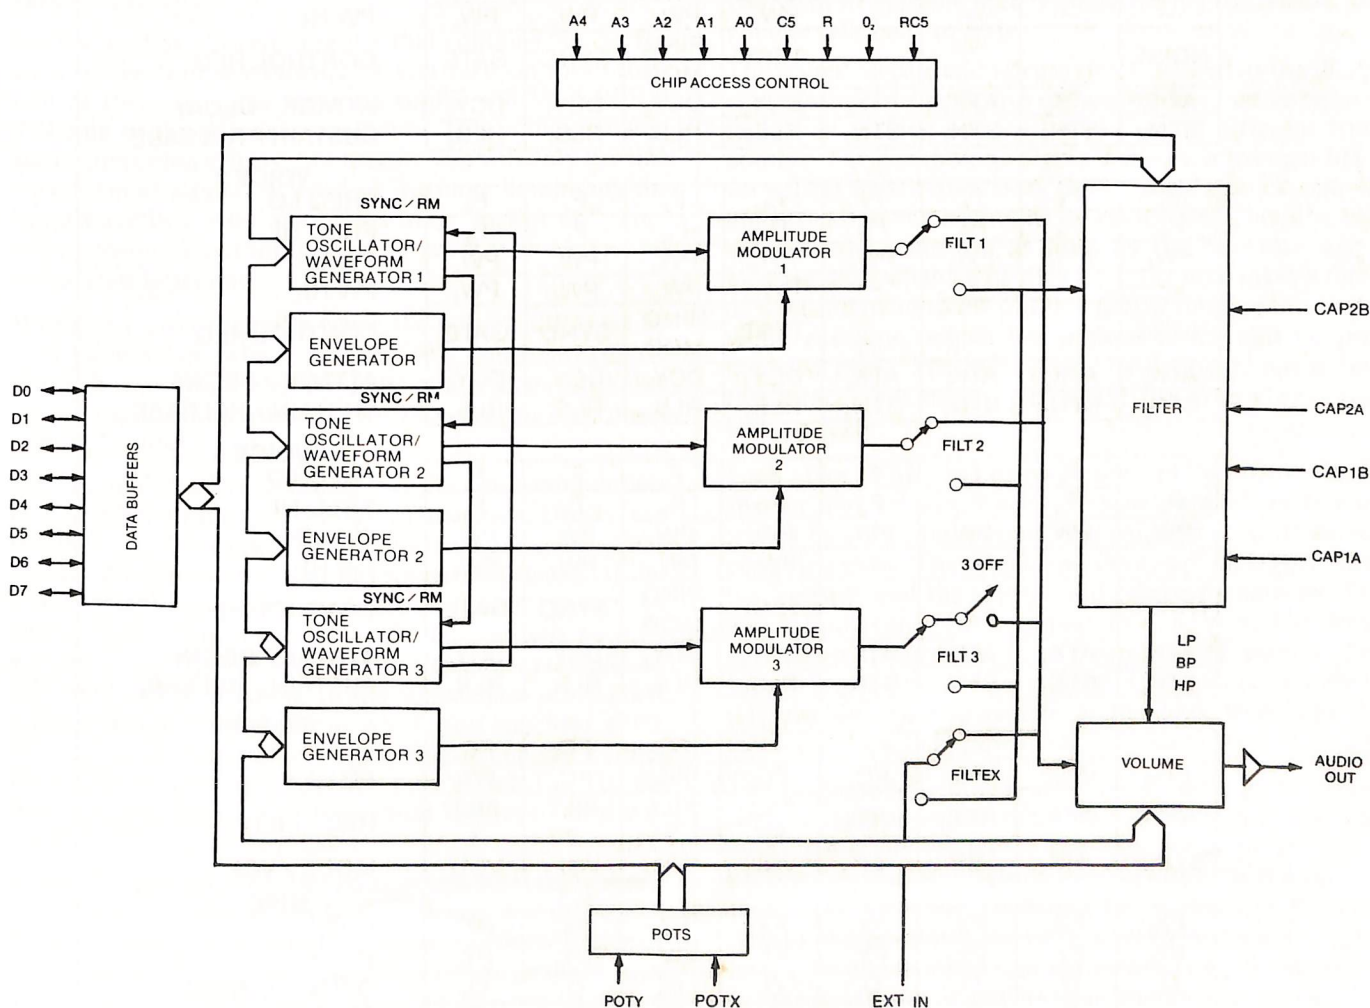 A4 A3 A2 A1 A0 C5 R 0₂ RC5
CHIP ACCESS CONTROL
SYNC/RM
TONE
OSCILLATOR/
WAVEFORM
GENERATOR 1
AMPLITUDE
MODULATOR
1
FILT 1
ENVELOPE
GENERATOR
CAP2B
D0
D1
D2
D3
D4
D5
D6
D7
DATA BUFFERS
SYNC/RM
TONE
OSCILLATOR/
WAVEFORM
GENERATOR 2
AMPLITUDE
MODULATOR
2
FILT 2
FILTER
CAP2A
CAP1B
CAP1A
ENVELOPE
GENERATOR 2
3 OFF
SYNC/RM
TONE
OSCILLATOR/
WAVEFORM
GENERATOR 3
AMPLITUDE
MODULATOR
3
FILT 3
LP
BP
HP
ENVELOPE
GENERATOR 3
FILTEX
VOLUME
AUDIO
OUT
POTS
POTY POTX EXT IN